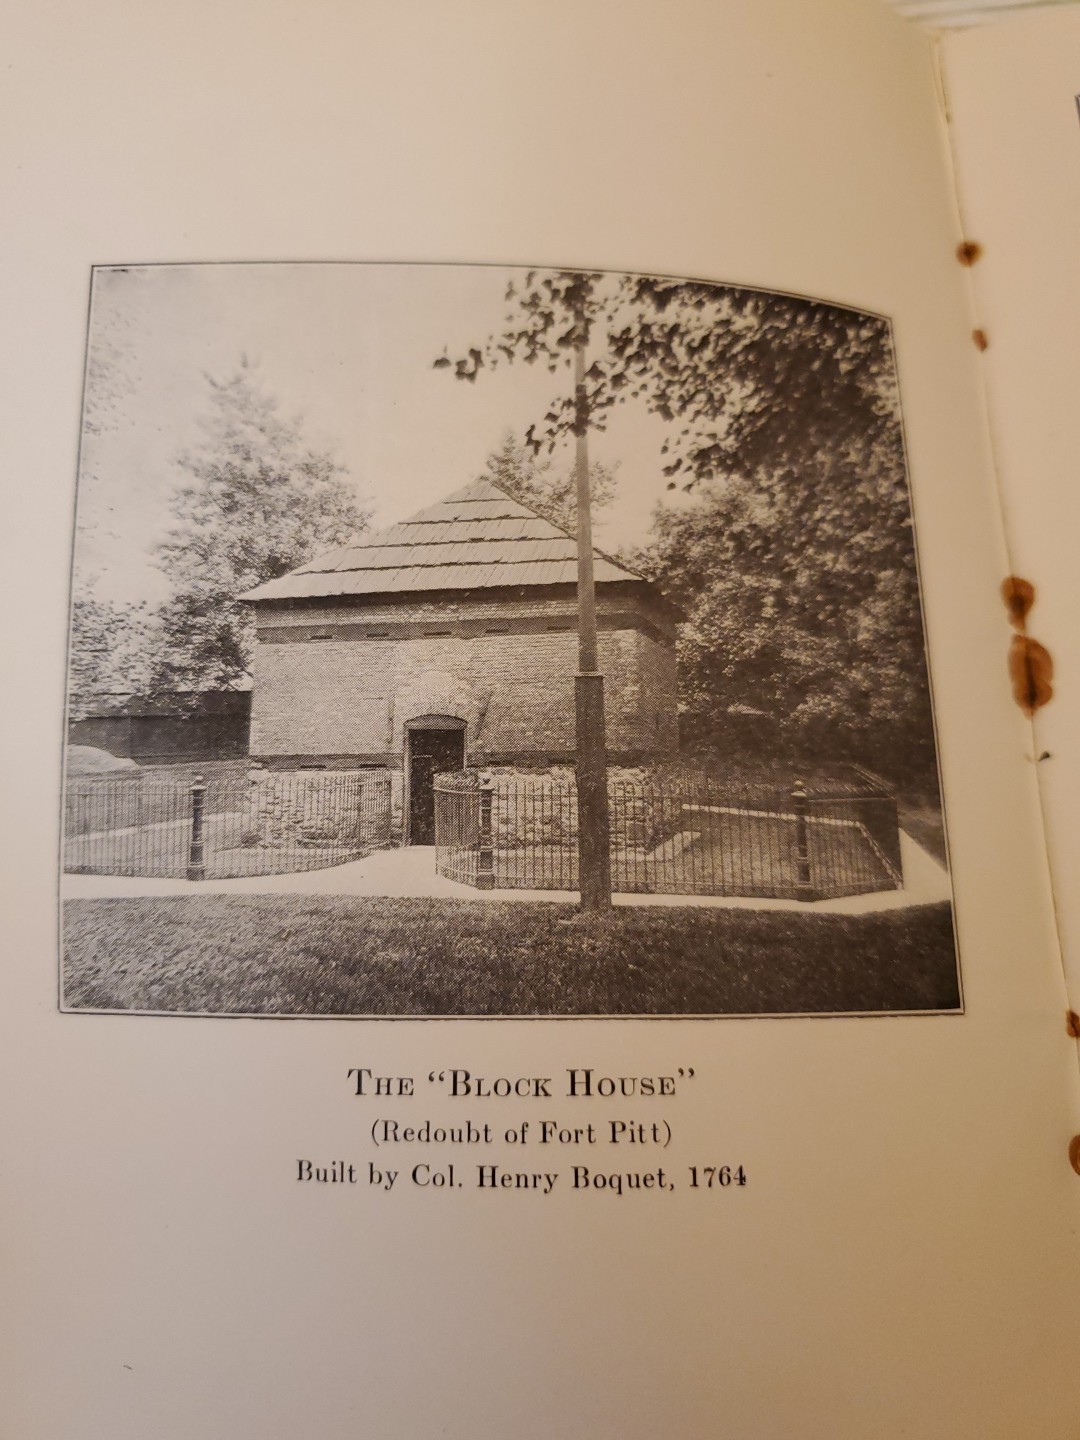 The “Block House”
(Redoubt of Fort Pitt)
Built by Col. Henry Boquet, 1764